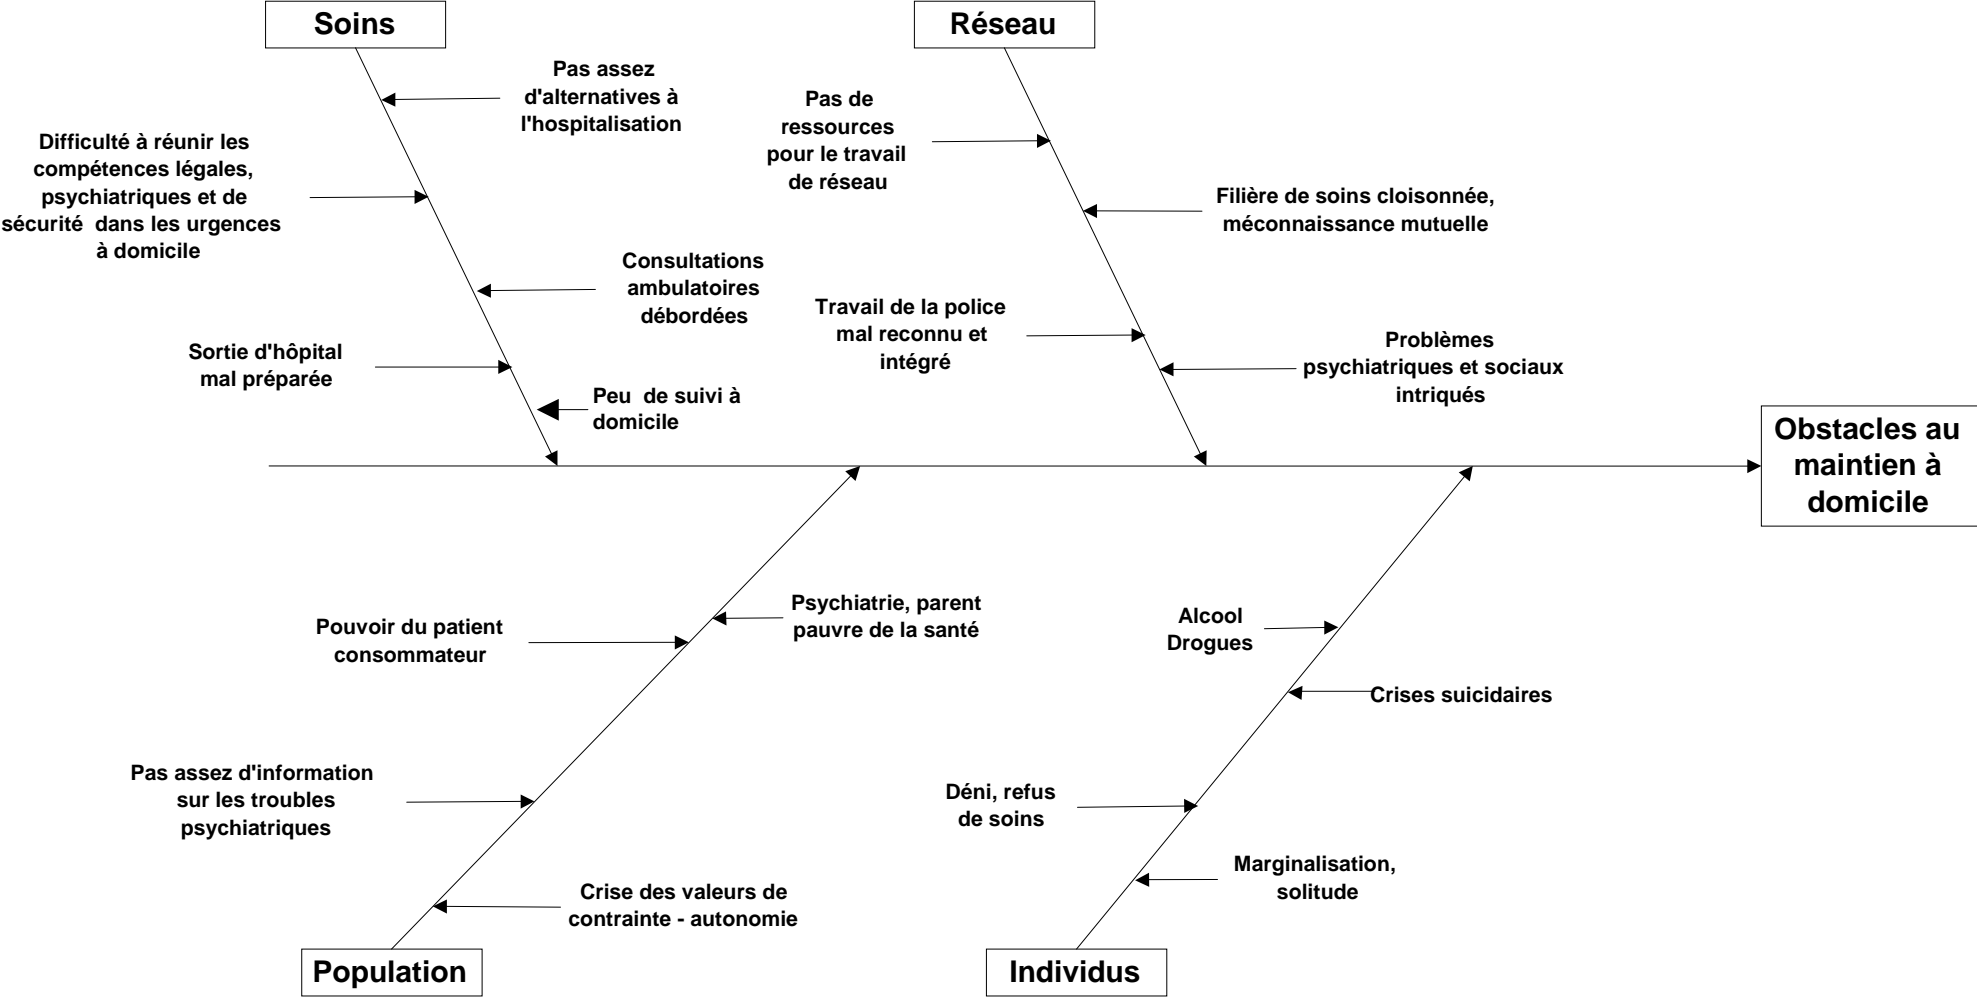 Soins
Réseau
Pas assez
d'alternatives à
l'hospitalisation
Difficulté à réunir les
compétences légales,
psychiatriques et de
sécurité  dans les urgences
à domicile
Consultations
ambulatoires
débordées
Sortie d'hôpital
mal préparée
Peu  de suivi à
domicile
Pas de
ressources
pour le travail
de réseau
Filière de soins cloisonnée,
méconnaissance mutuelle
Travail de la police
mal reconnu et
intégré
Problèmes
psychiatriques et sociaux
intriqués
Obstacles au
maintien à
domicile
Psychiatrie, parent
pauvre de la santé
Pouvoir du patient
consommateur
Pas assez d'information
sur les troubles
psychiatriques
Crise des valeurs de
contrainte - autonomie
Population
Alcool
Drogues
Crises suicidaires
Déni, refus
de soins
Marginalisation,
solitude
Individus